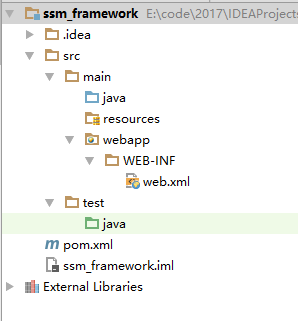 ssm_framework E:\code\2017\IDEAProjects
.idea
src
main
java
resources
webapp
WEB-INF
web.xml
test
java
pom.xml
ssm_framework.iml
External Libraries